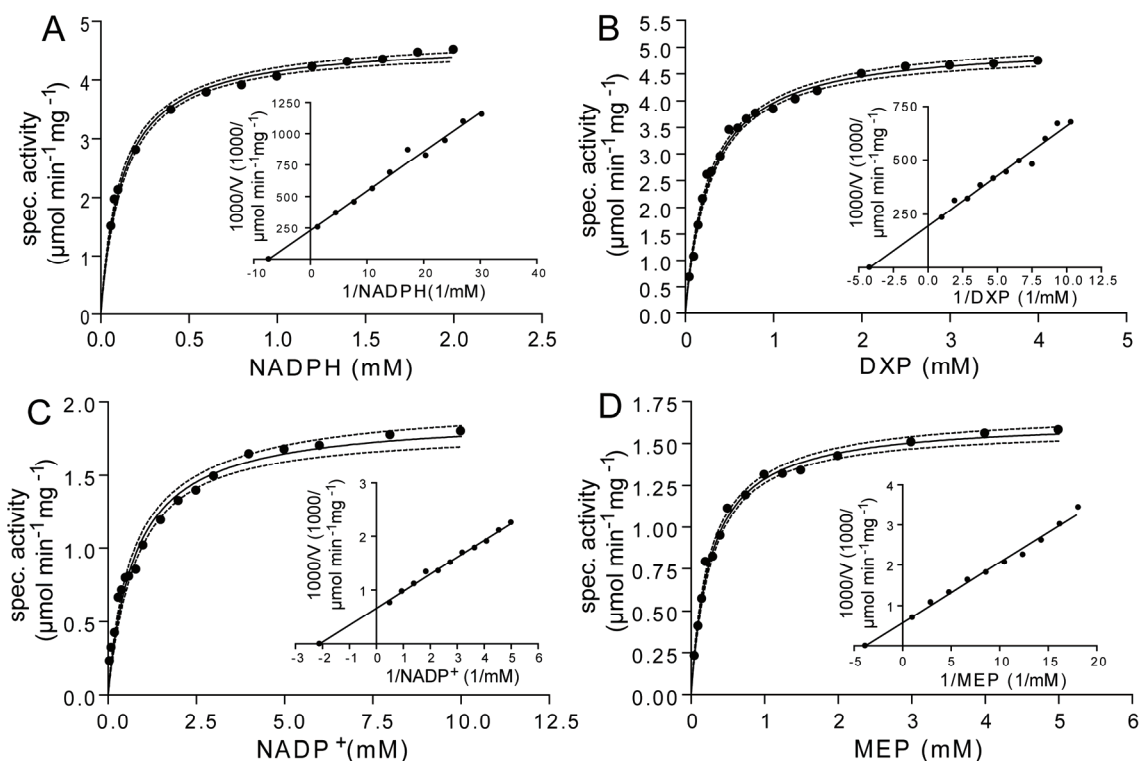 A
spec. activity
(µmol min-1mg-1)
5
4
3
2
1
0
0.0 0.5 1.0 1.5 2.0 2.5
NADPH (mM)
1000/V (1000/
µmol min-1mg-1)
1250
1000
750
500
250
-10 0 10 20 30 40
1/NADPH(1/mM)
B
spec. activity
(µmol min-1mg-1)
5.5
5.0
4.5
4.0
3.5
3.0
2.5
2.0
1.5
1.0
0.5
0.0
0 1 2 3 4 5
DXP (mM)
1000/V (1000/
µmol min-1mg-1)
750
500
250
-5.0 -2.5 0.0 2.5 5.0 7.5 10.0 12.5
1/DXP (1/mM)
C
spec. activity
(µmol min-1mg-1)
2.0
1.5
1.0
0.5
0.0
0.0 2.5 5.0 7.5 10.0 12.5
NADP+(mM)
1000/V (1000/
µmol min-1mg-1)
3
2
1
-3 -2 -1 0 1 2 3 4 5 6
1/NADP+ (1/mM)
D
spec. activity
(µmol min-1mg-1)
1.75
1.50
1.25
1.00
0.75
0.50
0.25
0.00
0 1 2 3 4 5 6
MEP (mM)
1000/V (1000/
µmol min-1mg-1)
4
3
2
1
-5 0 5 10 15 20
1/MEP (1/mM)